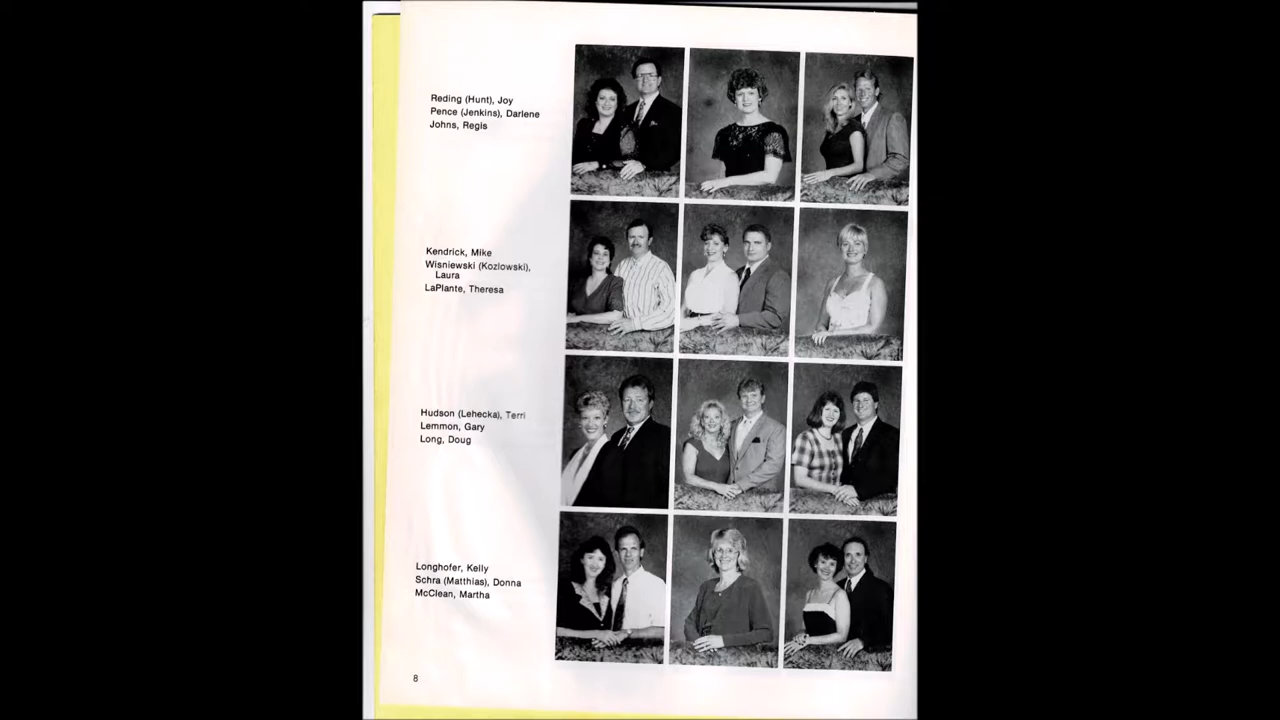 Reding (Hunt), Joy
Pence (Jenkins), Darlene
Johns, Regis
Kendrick, Mike
Wisniewski (Kozlowski),
Laura
LaPlante, Theresa
Hudson (Lehecka), Terri
Lemmon, Gary
Long, Doug
Longhofer, Kelly
Schra (Matthias), Donna
McClean, Martha
8